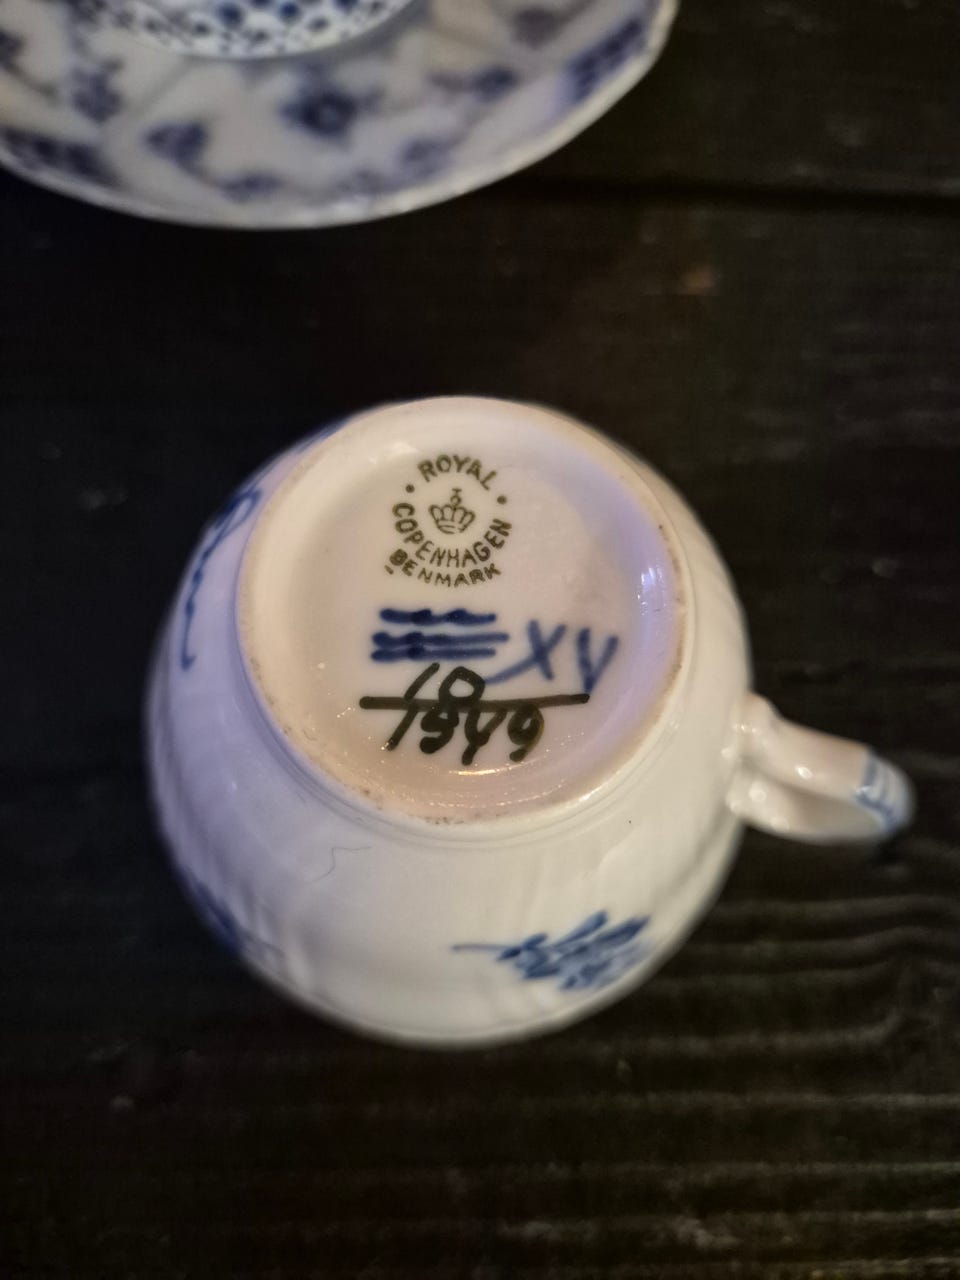 ROYAL
COPENHAGEN
DENMARK
XV
10
1549